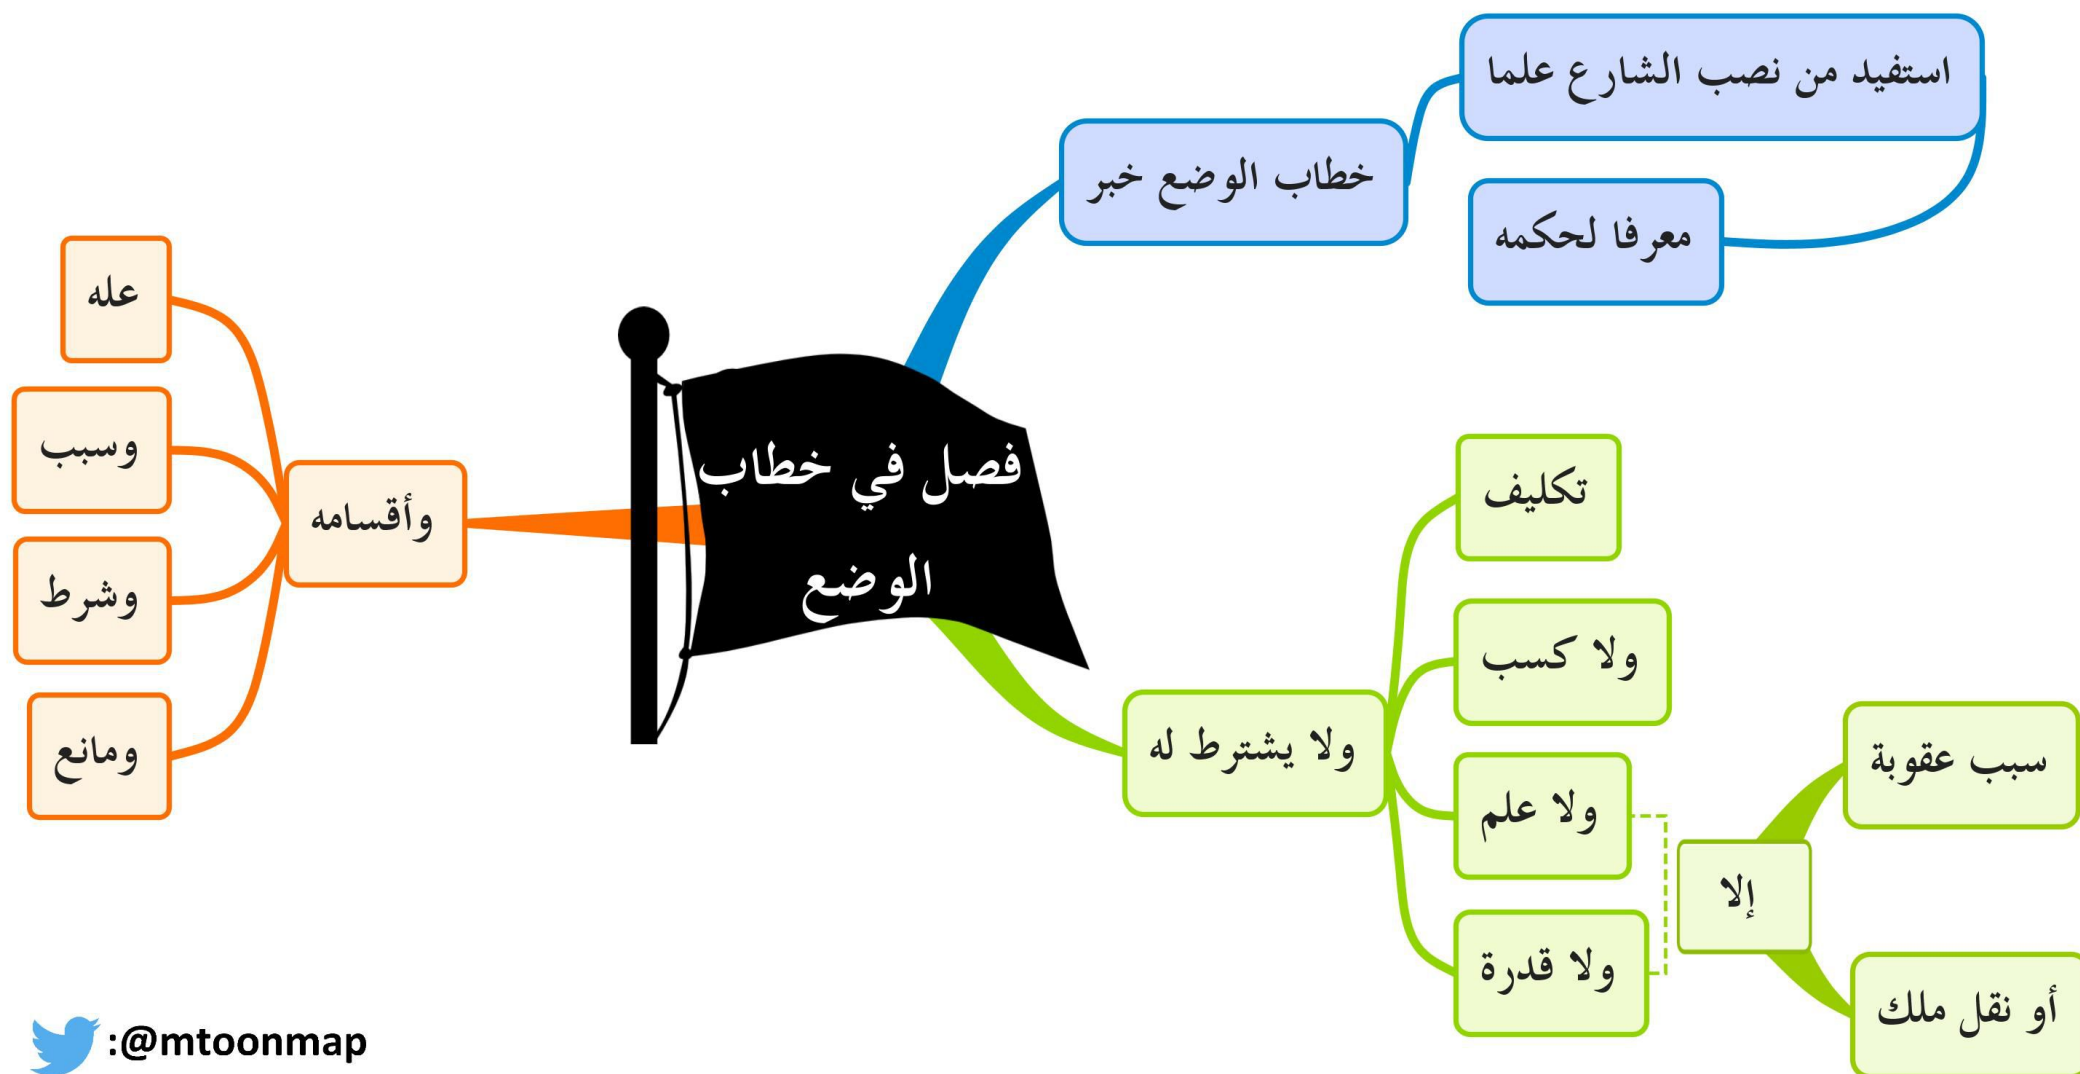 فصل في خطاب
الوضع
خطاب الوضع خبر
استفيد من نصب الشارع علما
معرفا لحكمه
ولا يشترط له
تكليف
ولا كسب
ولا علم
ولا قدرة
إلا
سبب عقوبة
أو نقل ملك
وأقسامه
عله
وسبب
وشرط
ومانع
:@mtoonmap